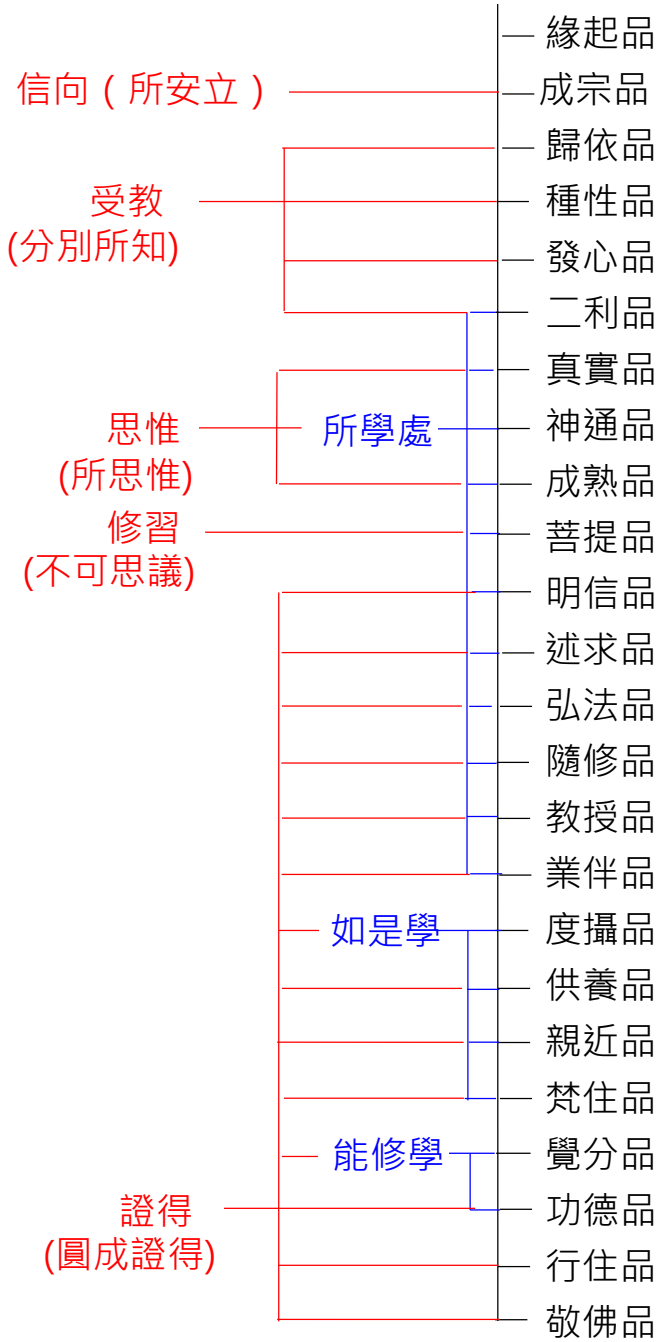 緣起品
信向（所安立）
成宗品
歸依品
受教
(分別所知)
種性品
發心品
二利品
真實品
思惟
(所思惟)
所學處
神通品
成熟品
修習
(不可思議)
菩提品
明信品
述求品
弘法品
隨修品
教授品
業伴品
如是學
度攝品
供養品
親近品
梵住品
能修學
覺分品
證得
(圓成證得)
功德品
行住品
敬佛品